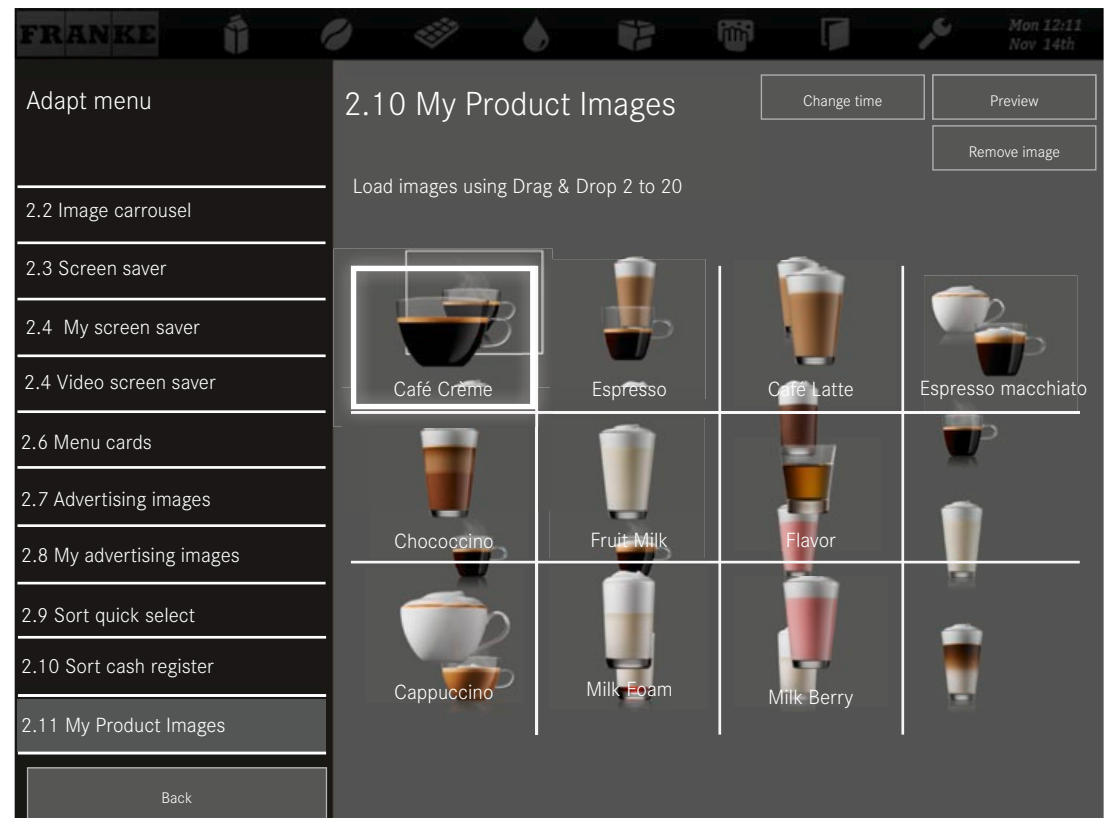 FRANKE
Mon 12:11
Nov 14th
Adapt menu
2.2 Image carrousel
2.3 Screen saver
2.4 My screen saver
2.4 Video screen saver
2.6 Menu cards
2.7 Advertising images
2.8 My advertising images
2.9 Sort quick select
2.10 Sort cash register
2.11 My Product Images
Back
2.10 My Product Images
Change time
Preview
Remove image
Load images using Drag & Drop 2 to 20
Café Crème
Espresso
Café Latte
Espresso macchiato
Chococcino
Fruit Milk
Flavor
Cappuccino
Milk Foam
Milk Berry